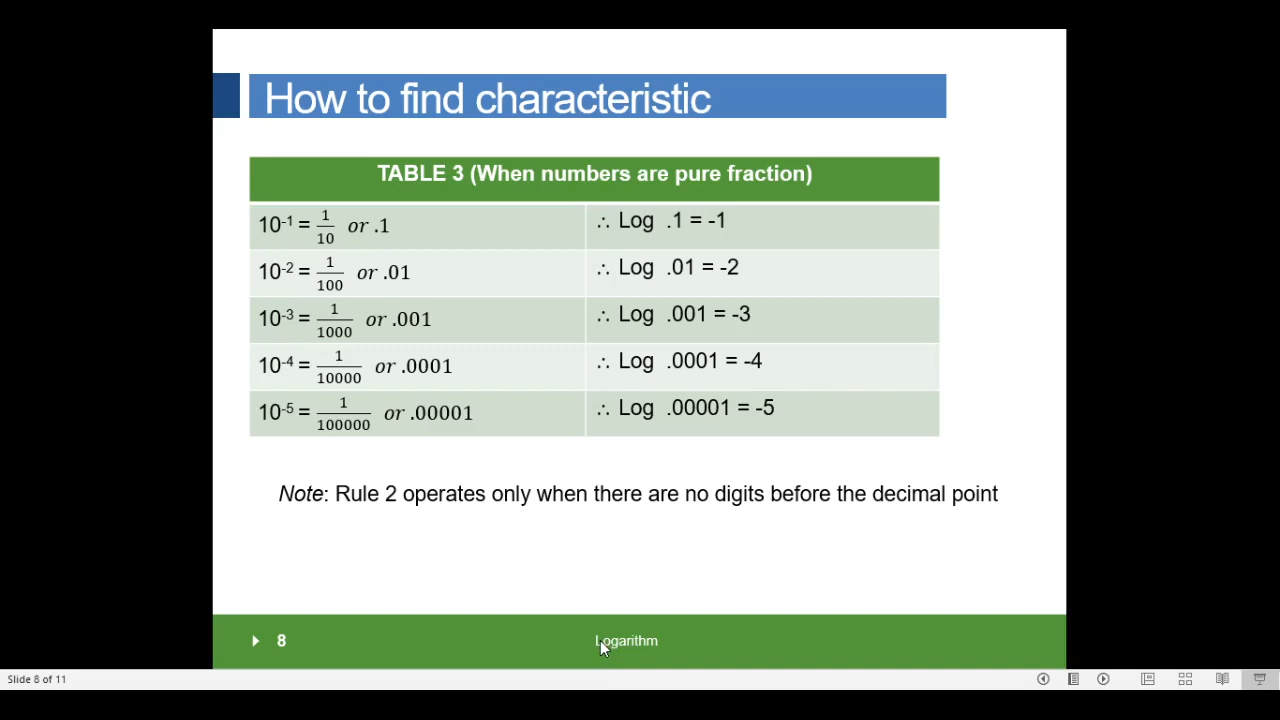 How to find characteristic
TABLE 3 (When numbers are pure fraction)
10⁻¹ = 1/10 or .1 ∴ Log .1 = -1
10⁻² = 1/100 or .01 ∴ Log .01 = -2
10⁻³ = 1/1000 or .001 ∴ Log .001 = -3
10⁻⁴ = 1/10000 or .0001 ∴ Log .0001 = -4
10⁻⁵ = 1/100000 or .00001 ∴ Log .00001 = -5
Note: Rule 2 operates only when there are no digits before the decimal point
8 Logarithm
Slide 8 of 11